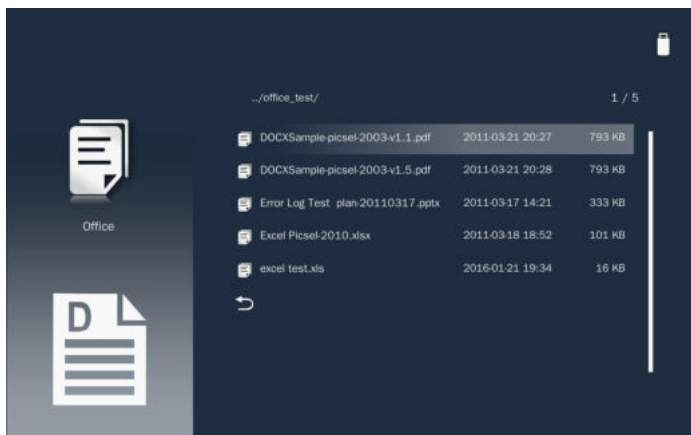 ../office_test/ 1 / 5
DOCXSample-picsel-2003-v1.1.pdf 2011-03-21 20:27 793 KB
DOCXSample-picsel-2003-v1.5.pdf 2011-03-21 20:28 793 KB
Error Log Test plan-20110317.pptx 2011-03-17 14:21 333 KB
Office
Excel Picsel-2010.xlsx 2011-03-18 18:52 101 KB
excel test.xls 2016-01-21 19:34 16 KB
D